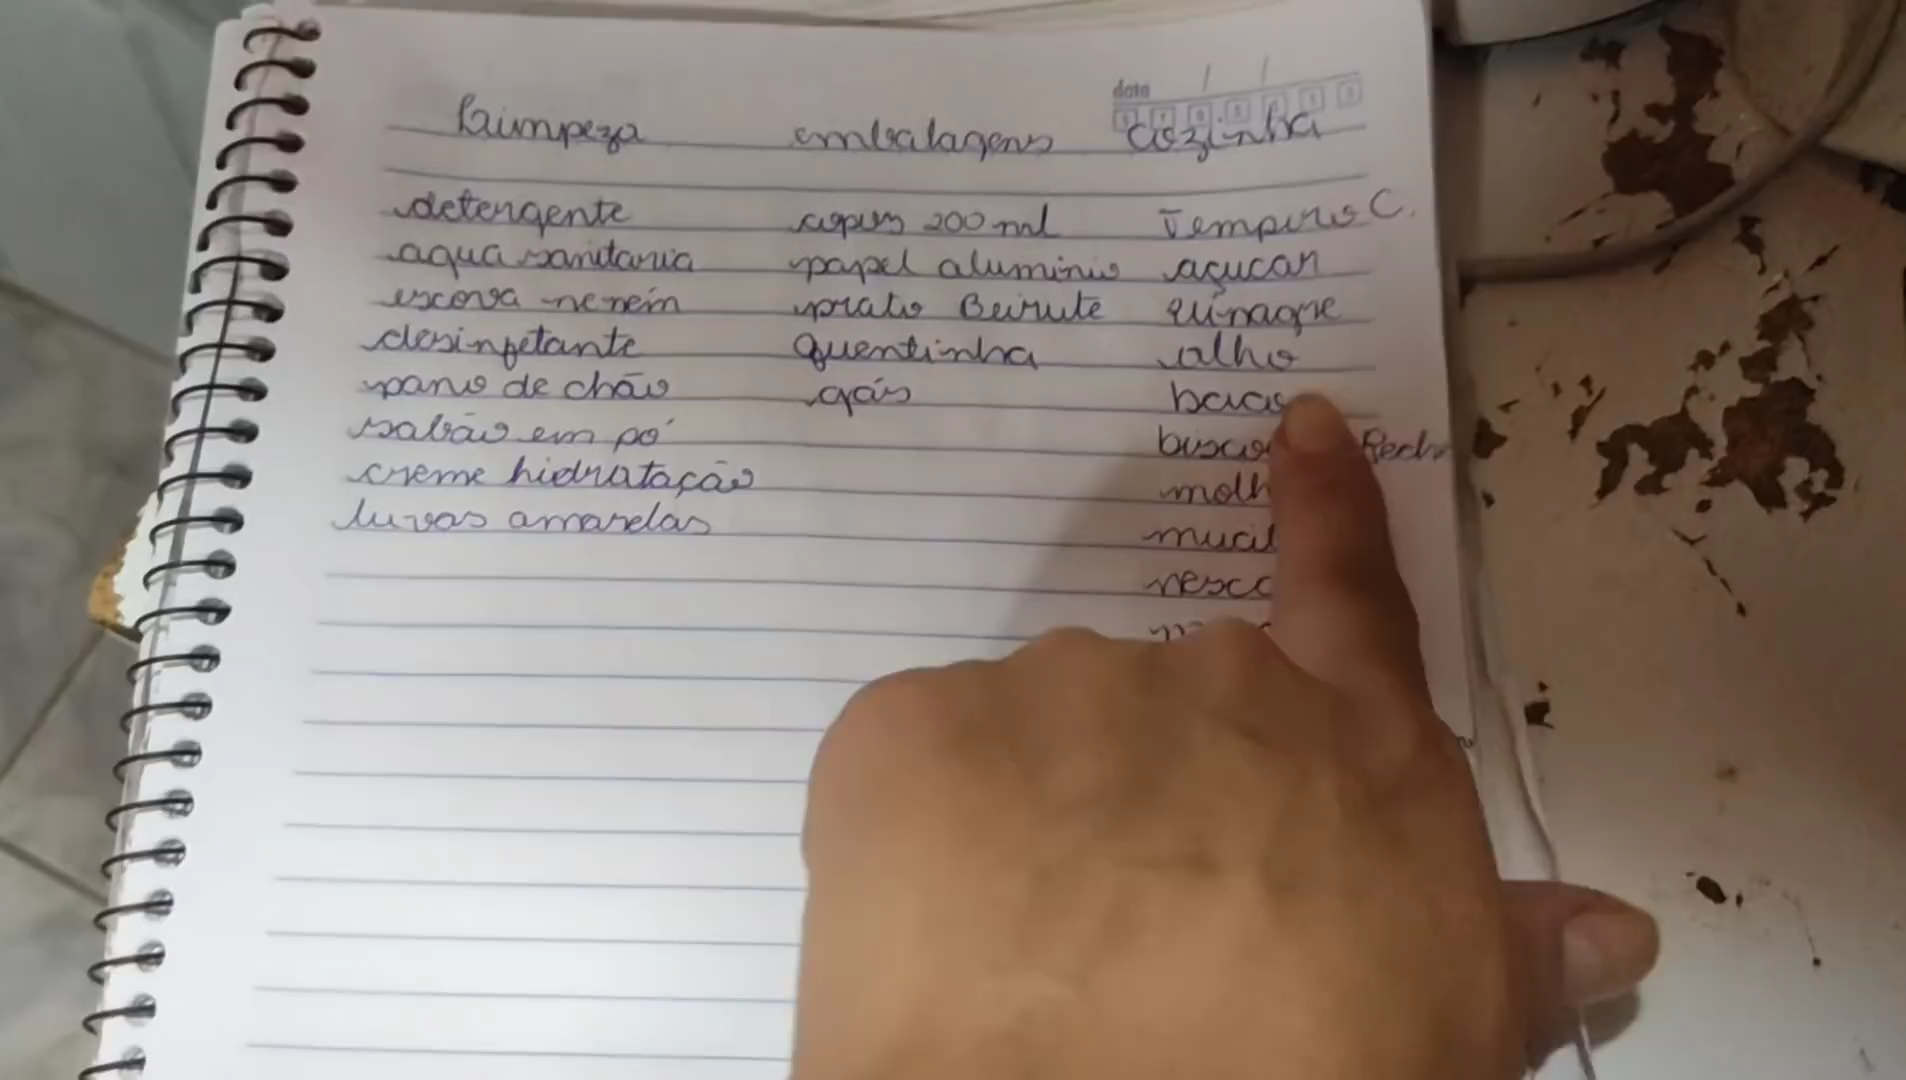 data / /
Limpeza embalagens Cozinha
detergente copos 200 ml Tempero C.
agua sanitaria papel aluminio açucar
escova neném prato Beirute vinagre
desinfetante quentinha alho
pano de chão gás
sabão em pó
creme hidratação
luvas amarelas